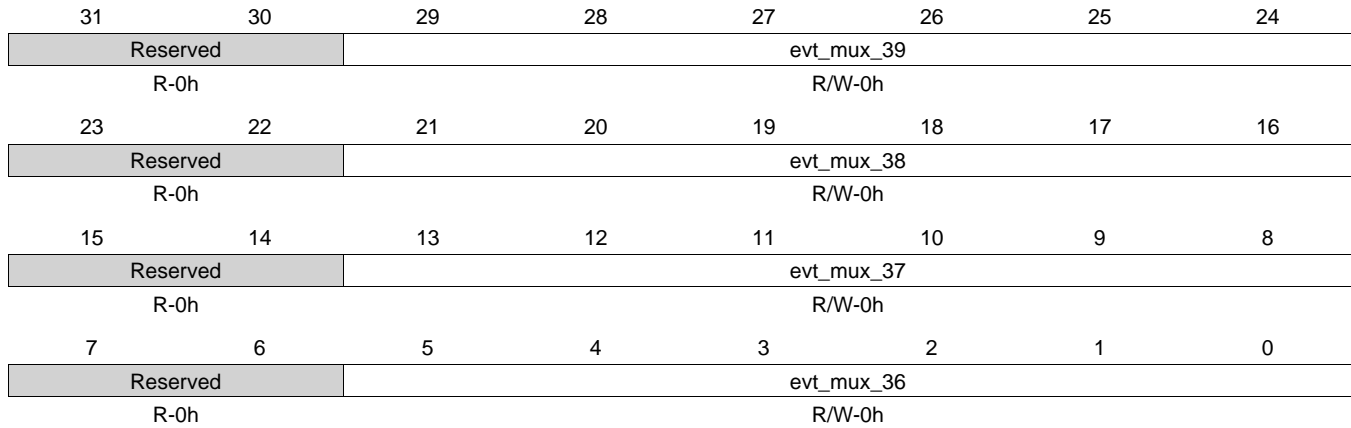 31 30 29 28 27 26 25 24
Reserved evt_mux_39
R-0h R/W-0h
23 22 21 20 19 18 17 16
Reserved evt_mux_38
R-0h R/W-0h
15 14 13 12 11 10 9 8
Reserved evt_mux_37
R-0h R/W-0h
7 6 5 4 3 2 1 0
Reserved evt_mux_36
R-0h R/W-0h